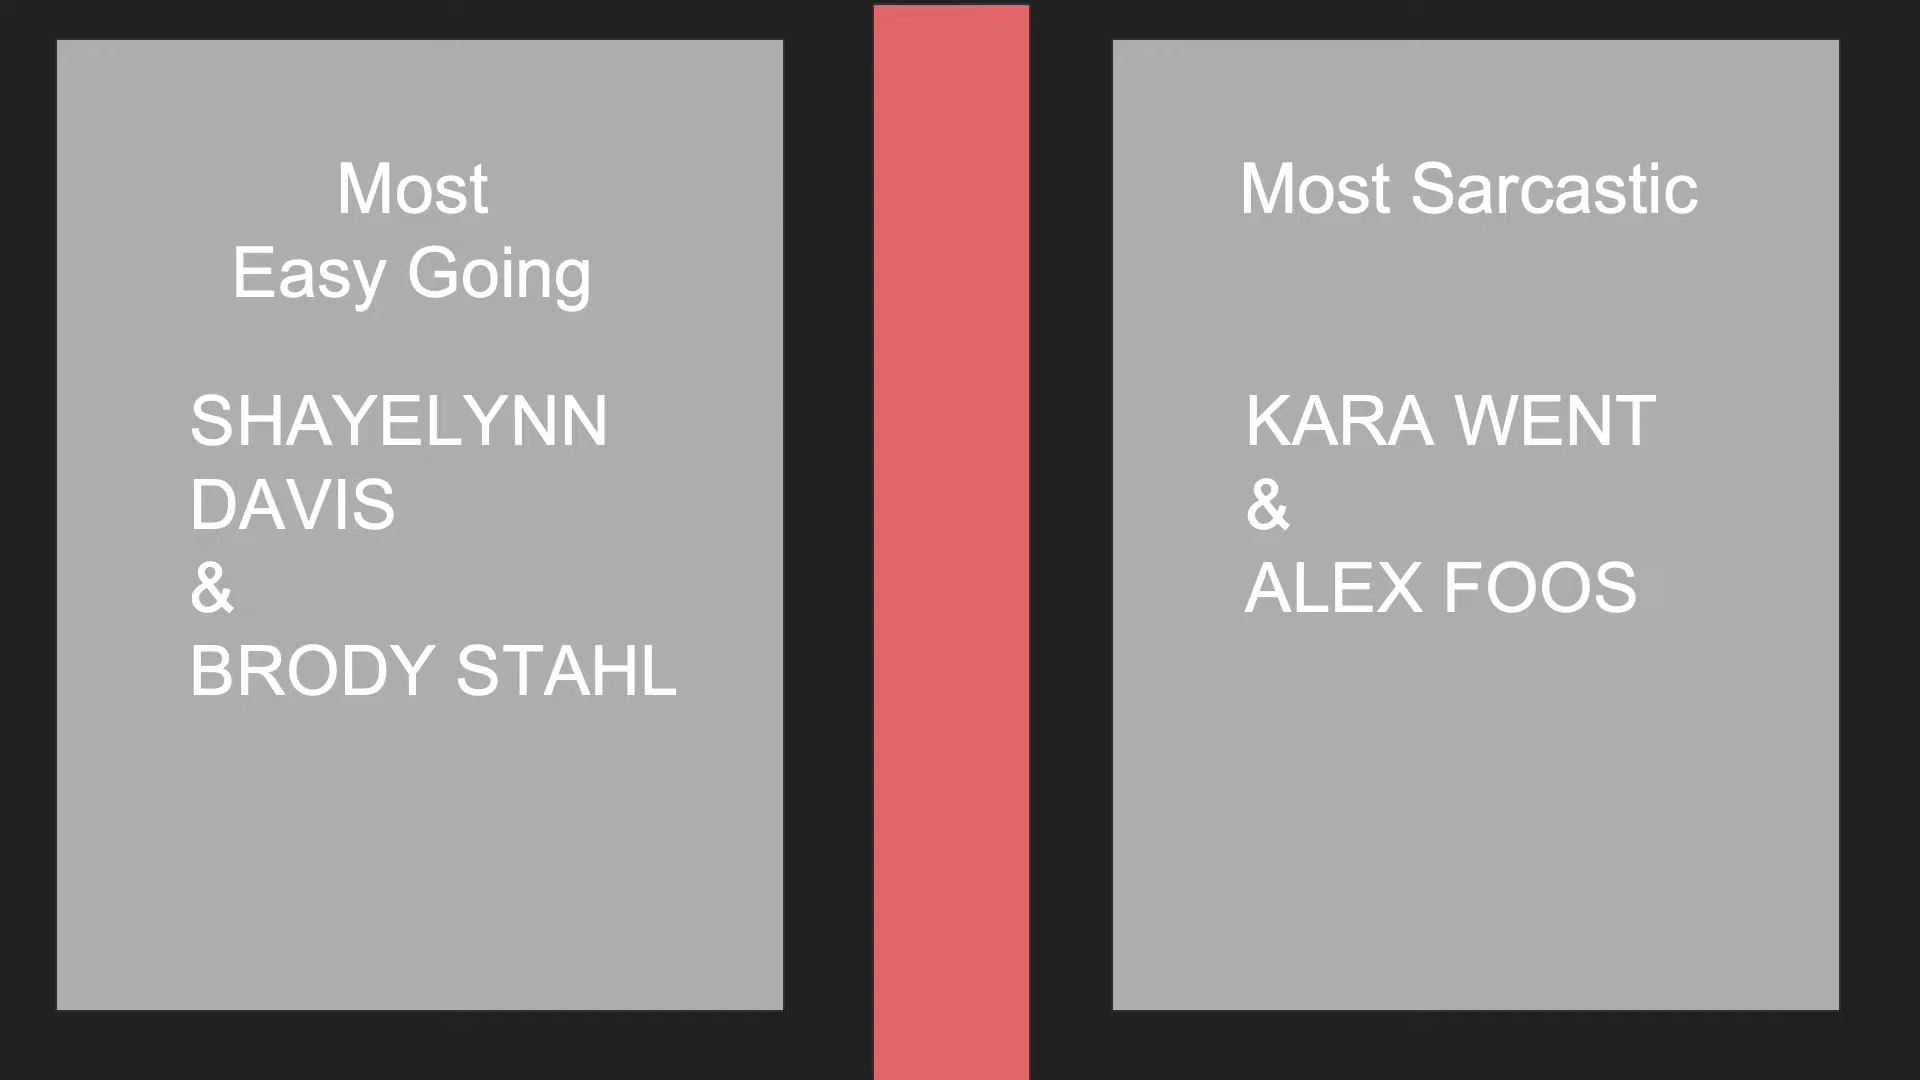 Most
Easy Going
SHAYELYNN
DAVIS
&
BRODY STAHL
Most Sarcastic
KARA WENT
&
ALEX FOOS